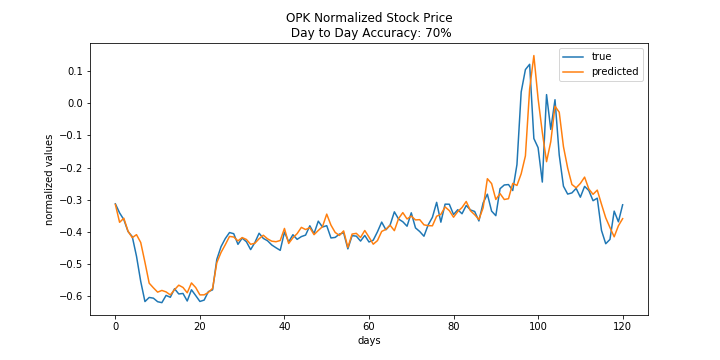 OPK Normalized Stock Price
Day to Day Accuracy: 70%
true
predicted
normalized values
0.1
0.0
−0.1
−0.2
−0.3
−0.4
−0.5
−0.6
0 20 40 60 80 100 120
days